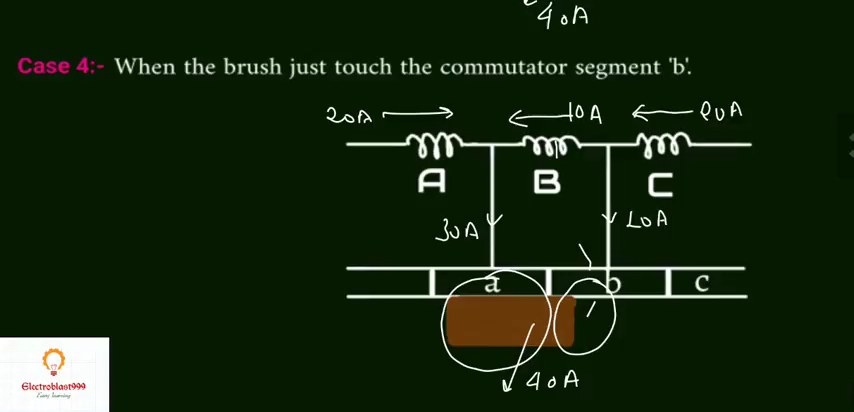 40A
Case 4:- When the brush just touch the commutator segment 'b'.
20A 10A 20A
A B C
30A 10A
a b c
40A
Electroblast999
Easy learning